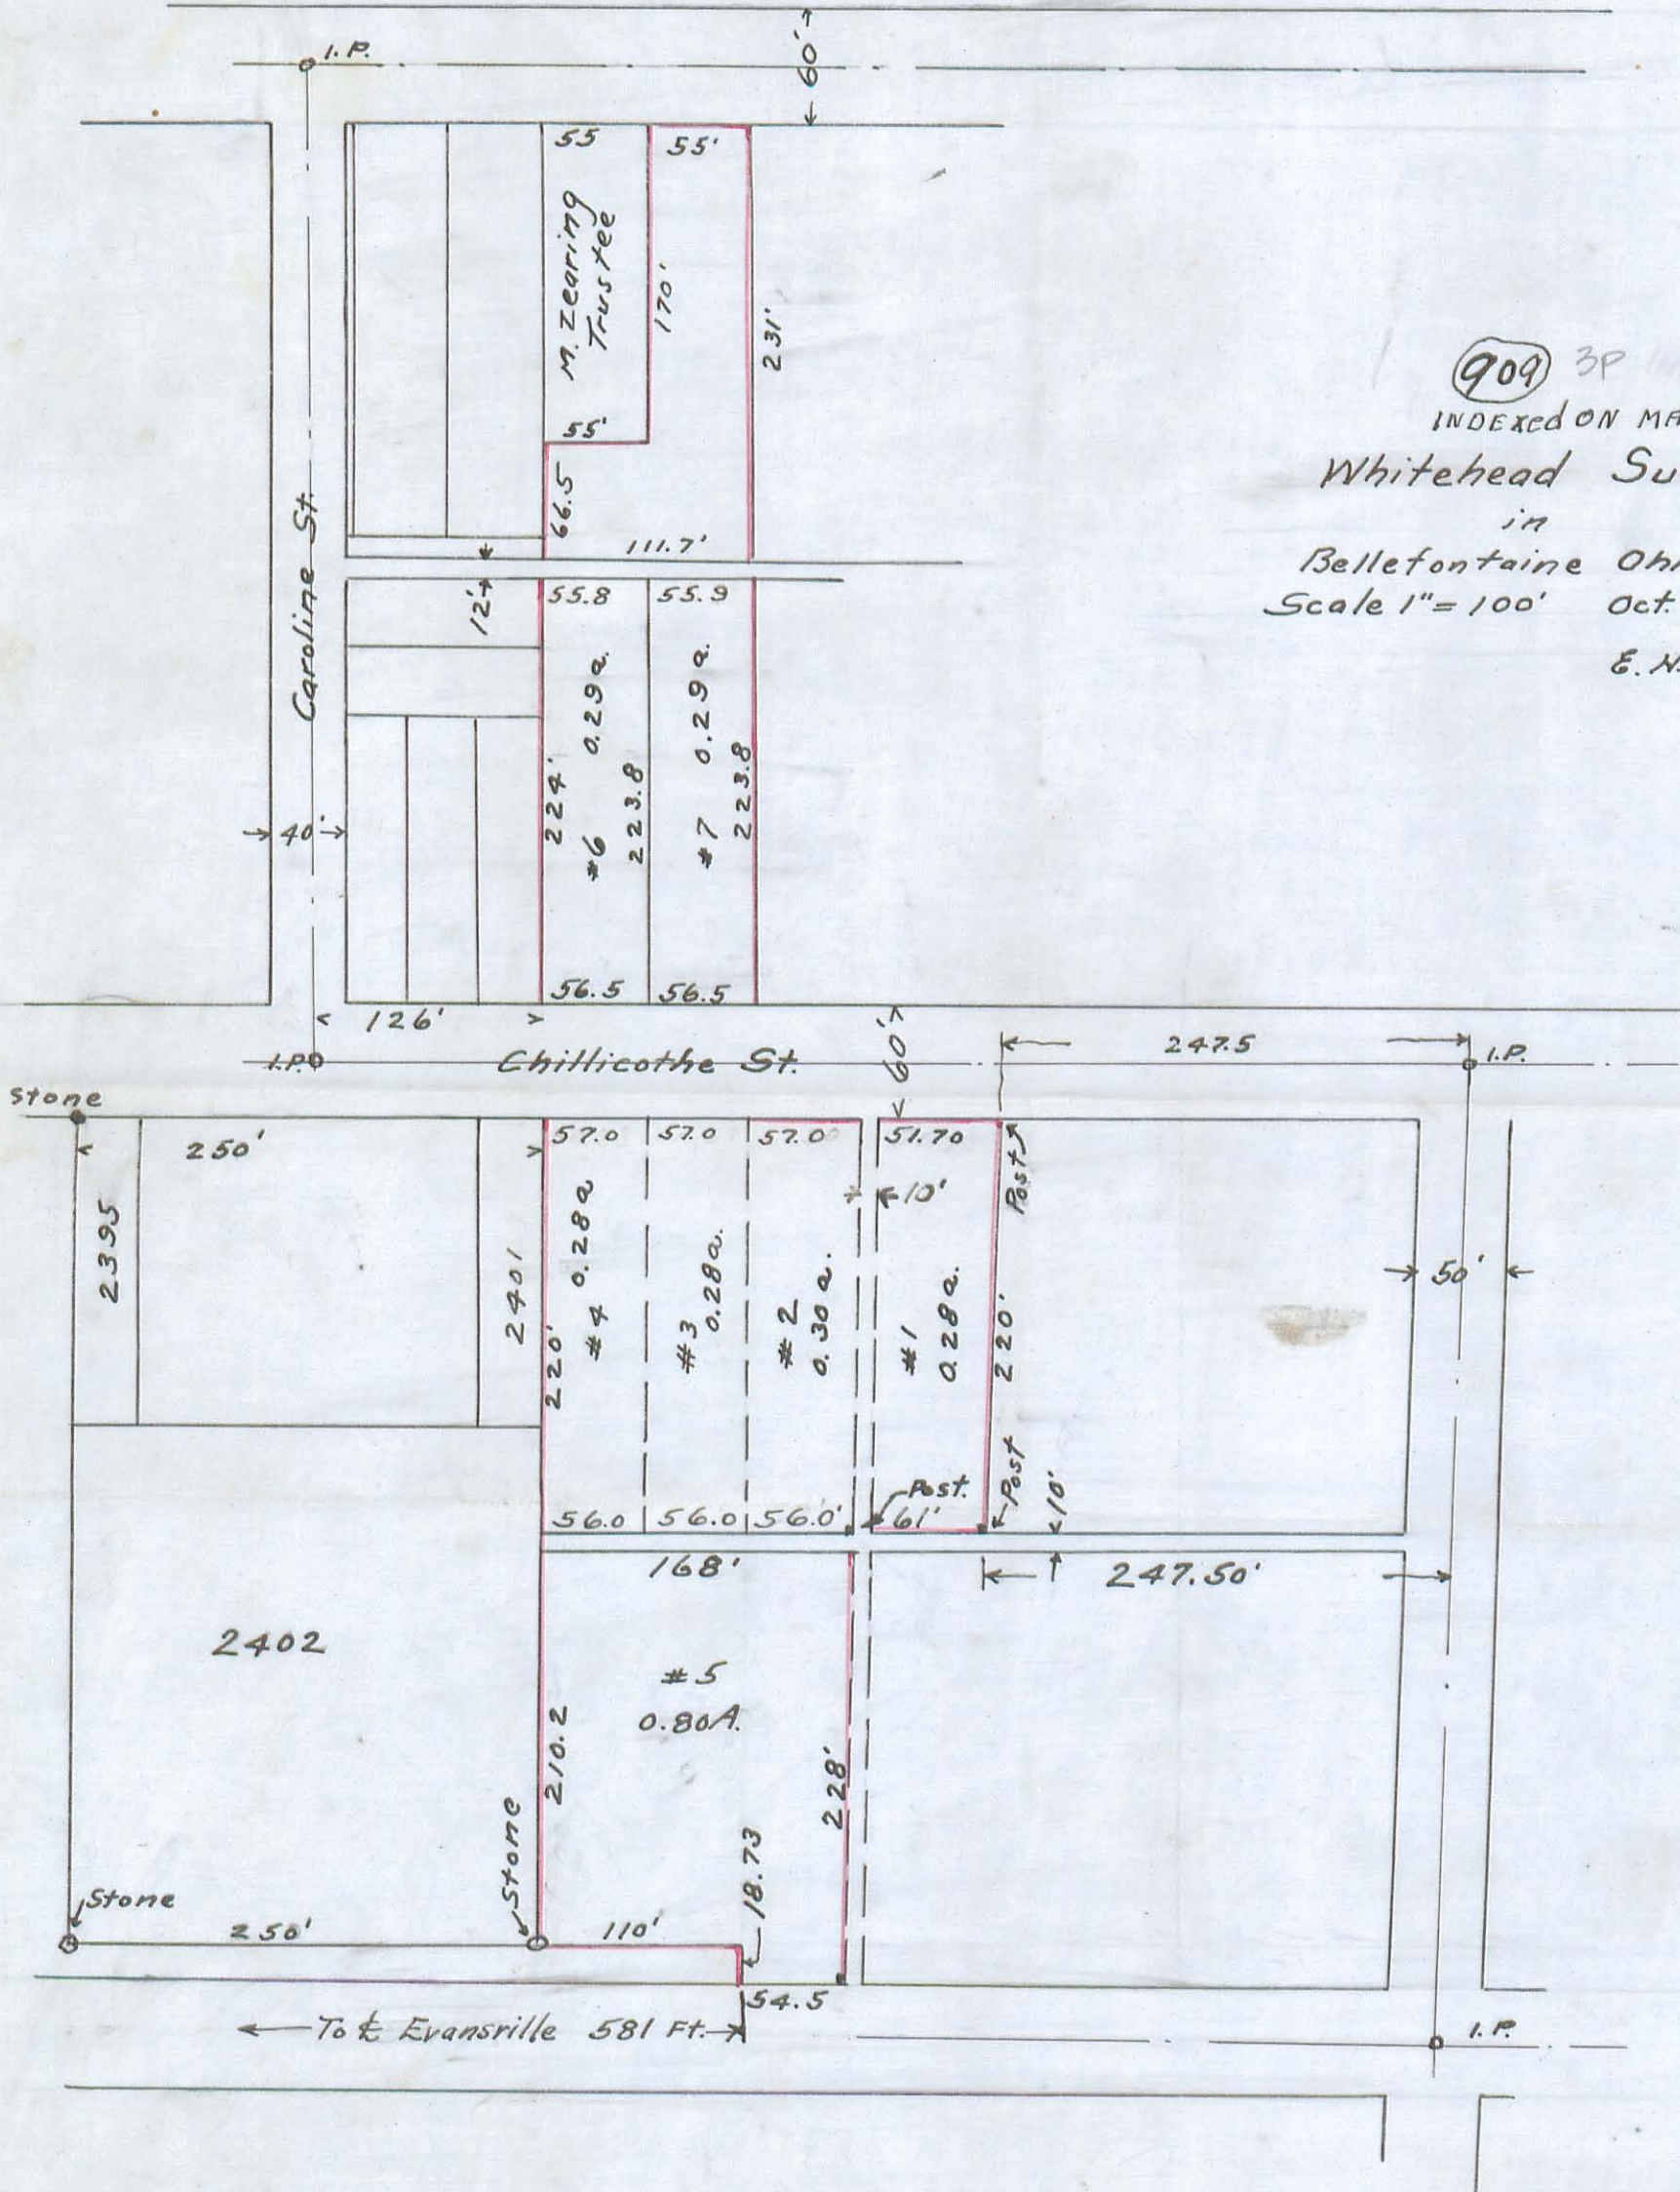 I.P.
60'
55
55'
M. Zearing
Trustee
170'
231'
55'
66.5
111.7'
909 3P
INDEXED ON MA
Whitehead Su
in
Bellefontaine Ohi
Scale 1" = 100' Oct.
E. H.
Caroline St.
12'
55.8
55.9
224'
#6 0.29a.
223.8
#7 0.29a.
223.8
40'
56.5
56.5
126'
60'
247.5
I.P.
Chillicothe St.
I.P.
Stone
250'
57.0
57.0
57.0
51.70
10'
Post
2395
2401
220'
#4 0.28a
#3
0.28a.
#2
0.30a.
#1
0.28a.
220'
50'
Post
10'
56.0
56.0
56.0'
Post.
61'
168'
247.50'
2402
#5
0.80A.
210.2
228'
Stone
18.73
Stone
250'
110'
54.5
To ℄ Evansrille 581 Ft.
I.P.